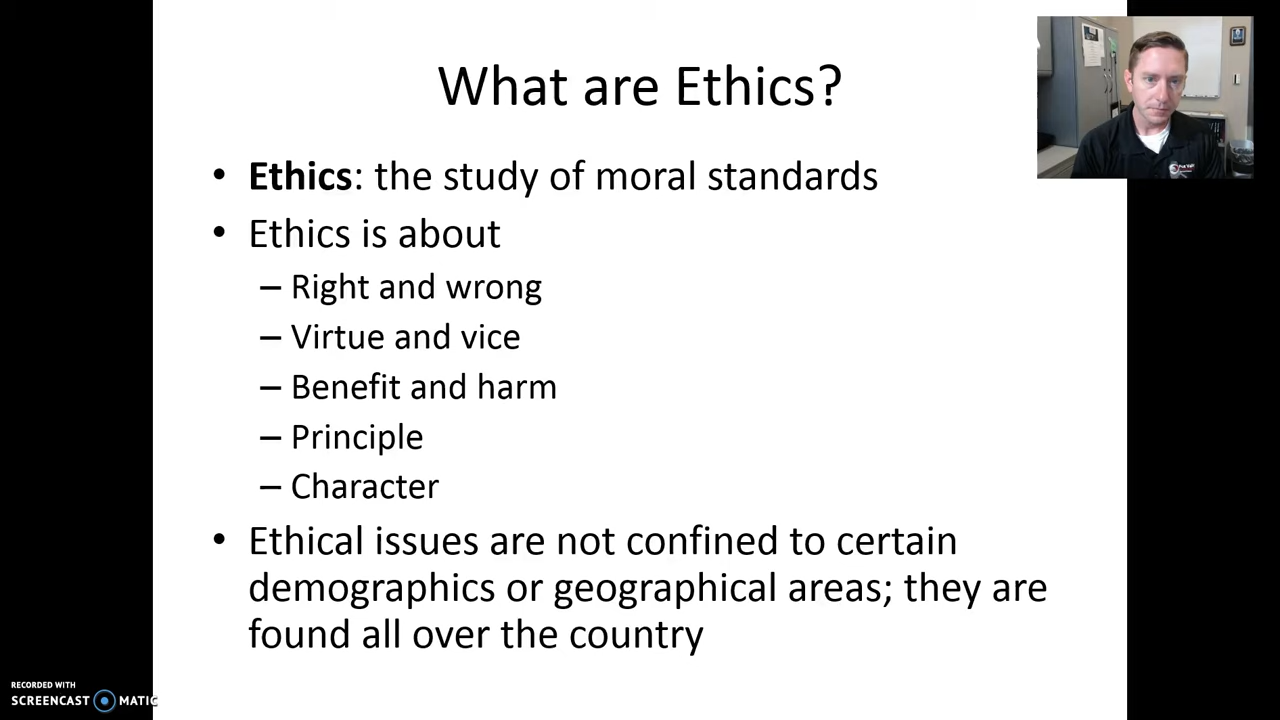 What are Ethics?
• Ethics: the study of moral standards
• Ethics is about
– Right and wrong
– Virtue and vice
– Benefit and harm
– Principle
– Character
• Ethical issues are not confined to certain
demographics or geographical areas; they are
found all over the country
RECORDED WITH
SCREENCAST MATIC